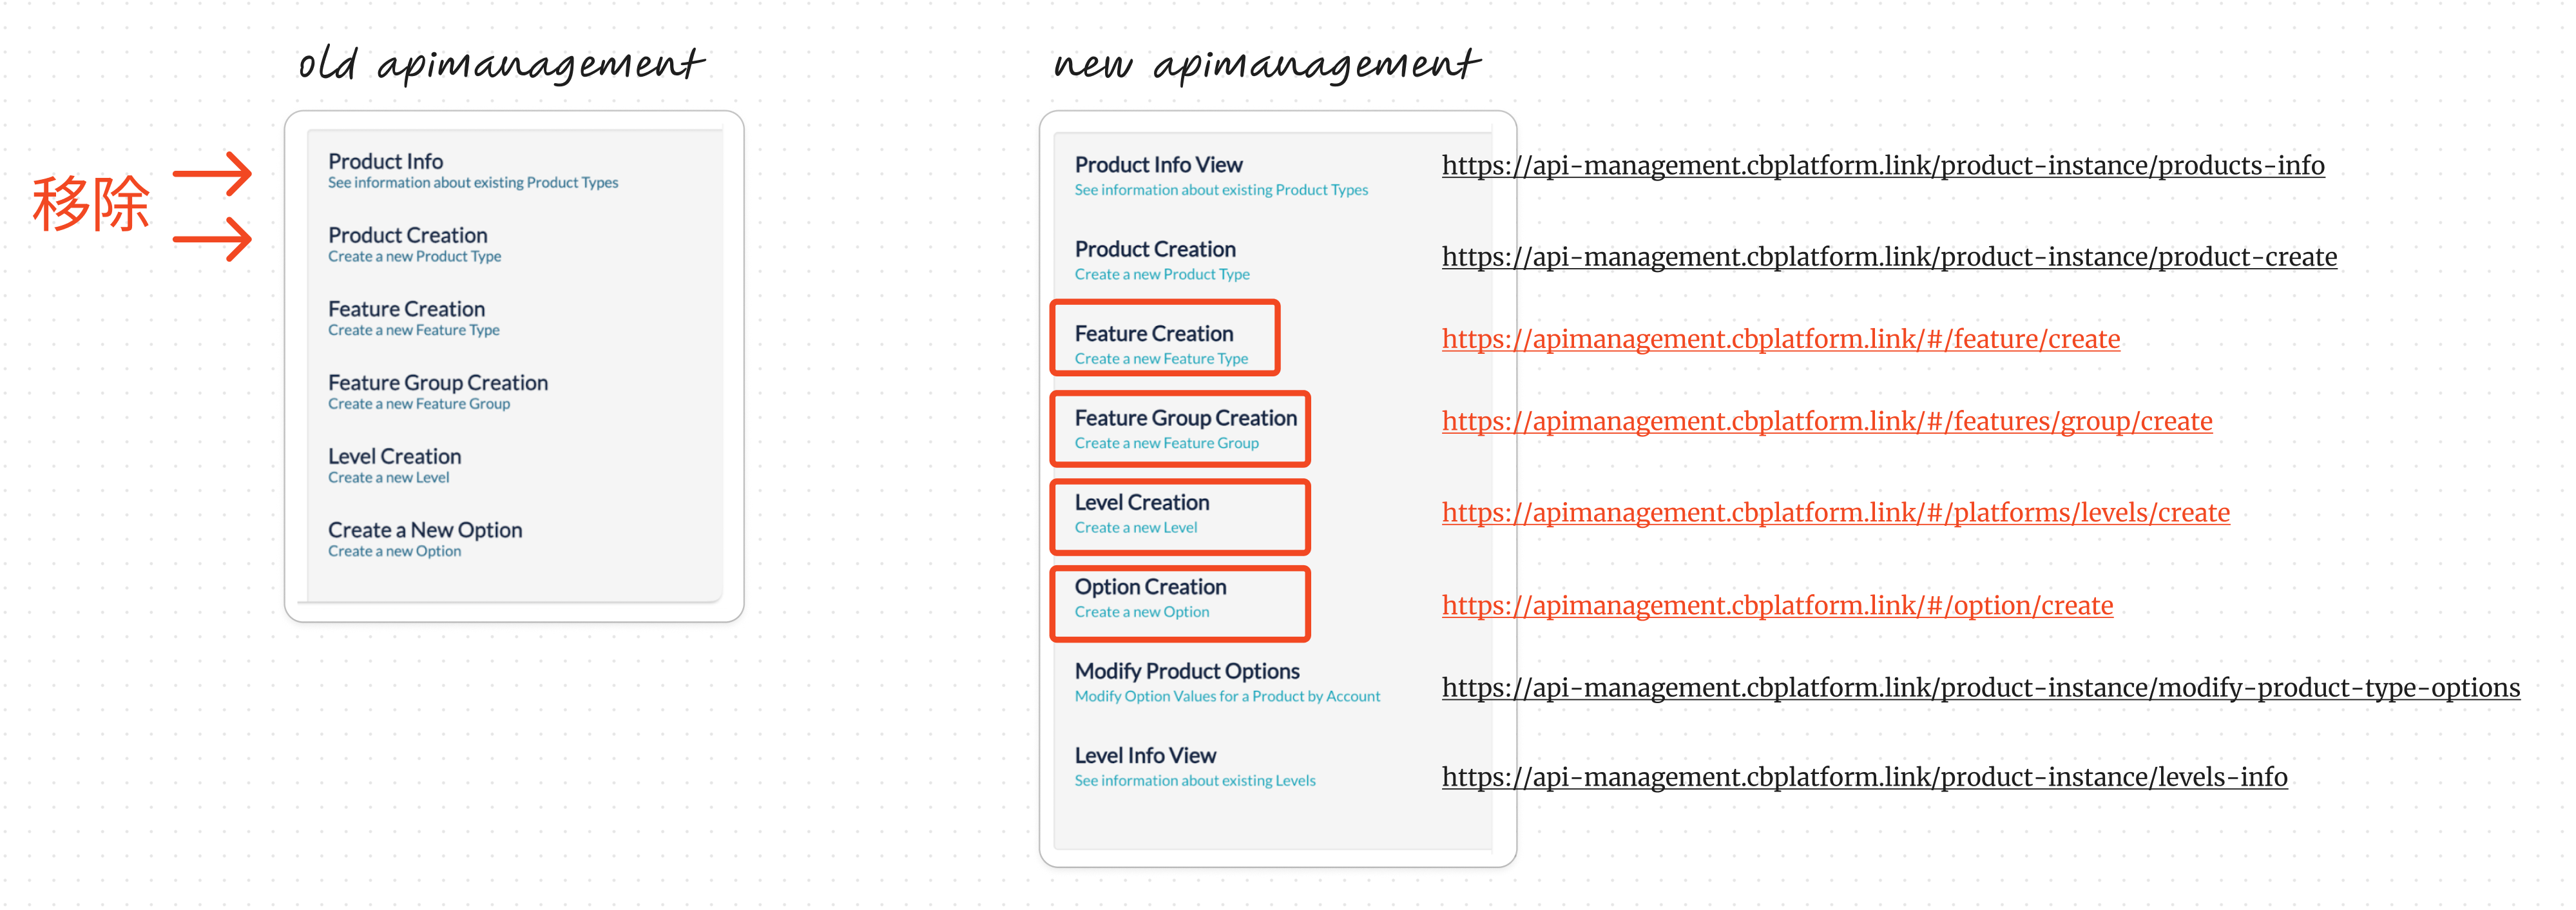 old apimanagement
移除
Product Info
See information about existing Product Types
Product Creation
Create a new Product Type
Feature Creation
Create a new Feature Type
Feature Group Creation
Create a new Feature Group
Level Creation
Create a new Level
Create a New Option
Create a new Option
new apimanagement
Product Info View
See information about existing Product Types
https://api-management.cbplatform.link/product-instance/products-info
Product Creation
Create a new Product Type
https://api-management.cbplatform.link/product-instance/product-create
Feature Creation
Create a new Feature Type
https://apimanagement.cbplatform.link/#/feature/create
Feature Group Creation
Create a new Feature Group
https://apimanagement.cbplatform.link/#/features/group/create
Level Creation
Create a new Level
https://apimanagement.cbplatform.link/#/platforms/levels/create
Option Creation
Create a new Option
https://apimanagement.cbplatform.link/#/option/create
Modify Product Options
Modify Option Values for a Product by Account
https://api-management.cbplatform.link/product-instance/modify-product-type-options
Level Info View
See information about existing Levels
https://api-management.cbplatform.link/product-instance/levels-info